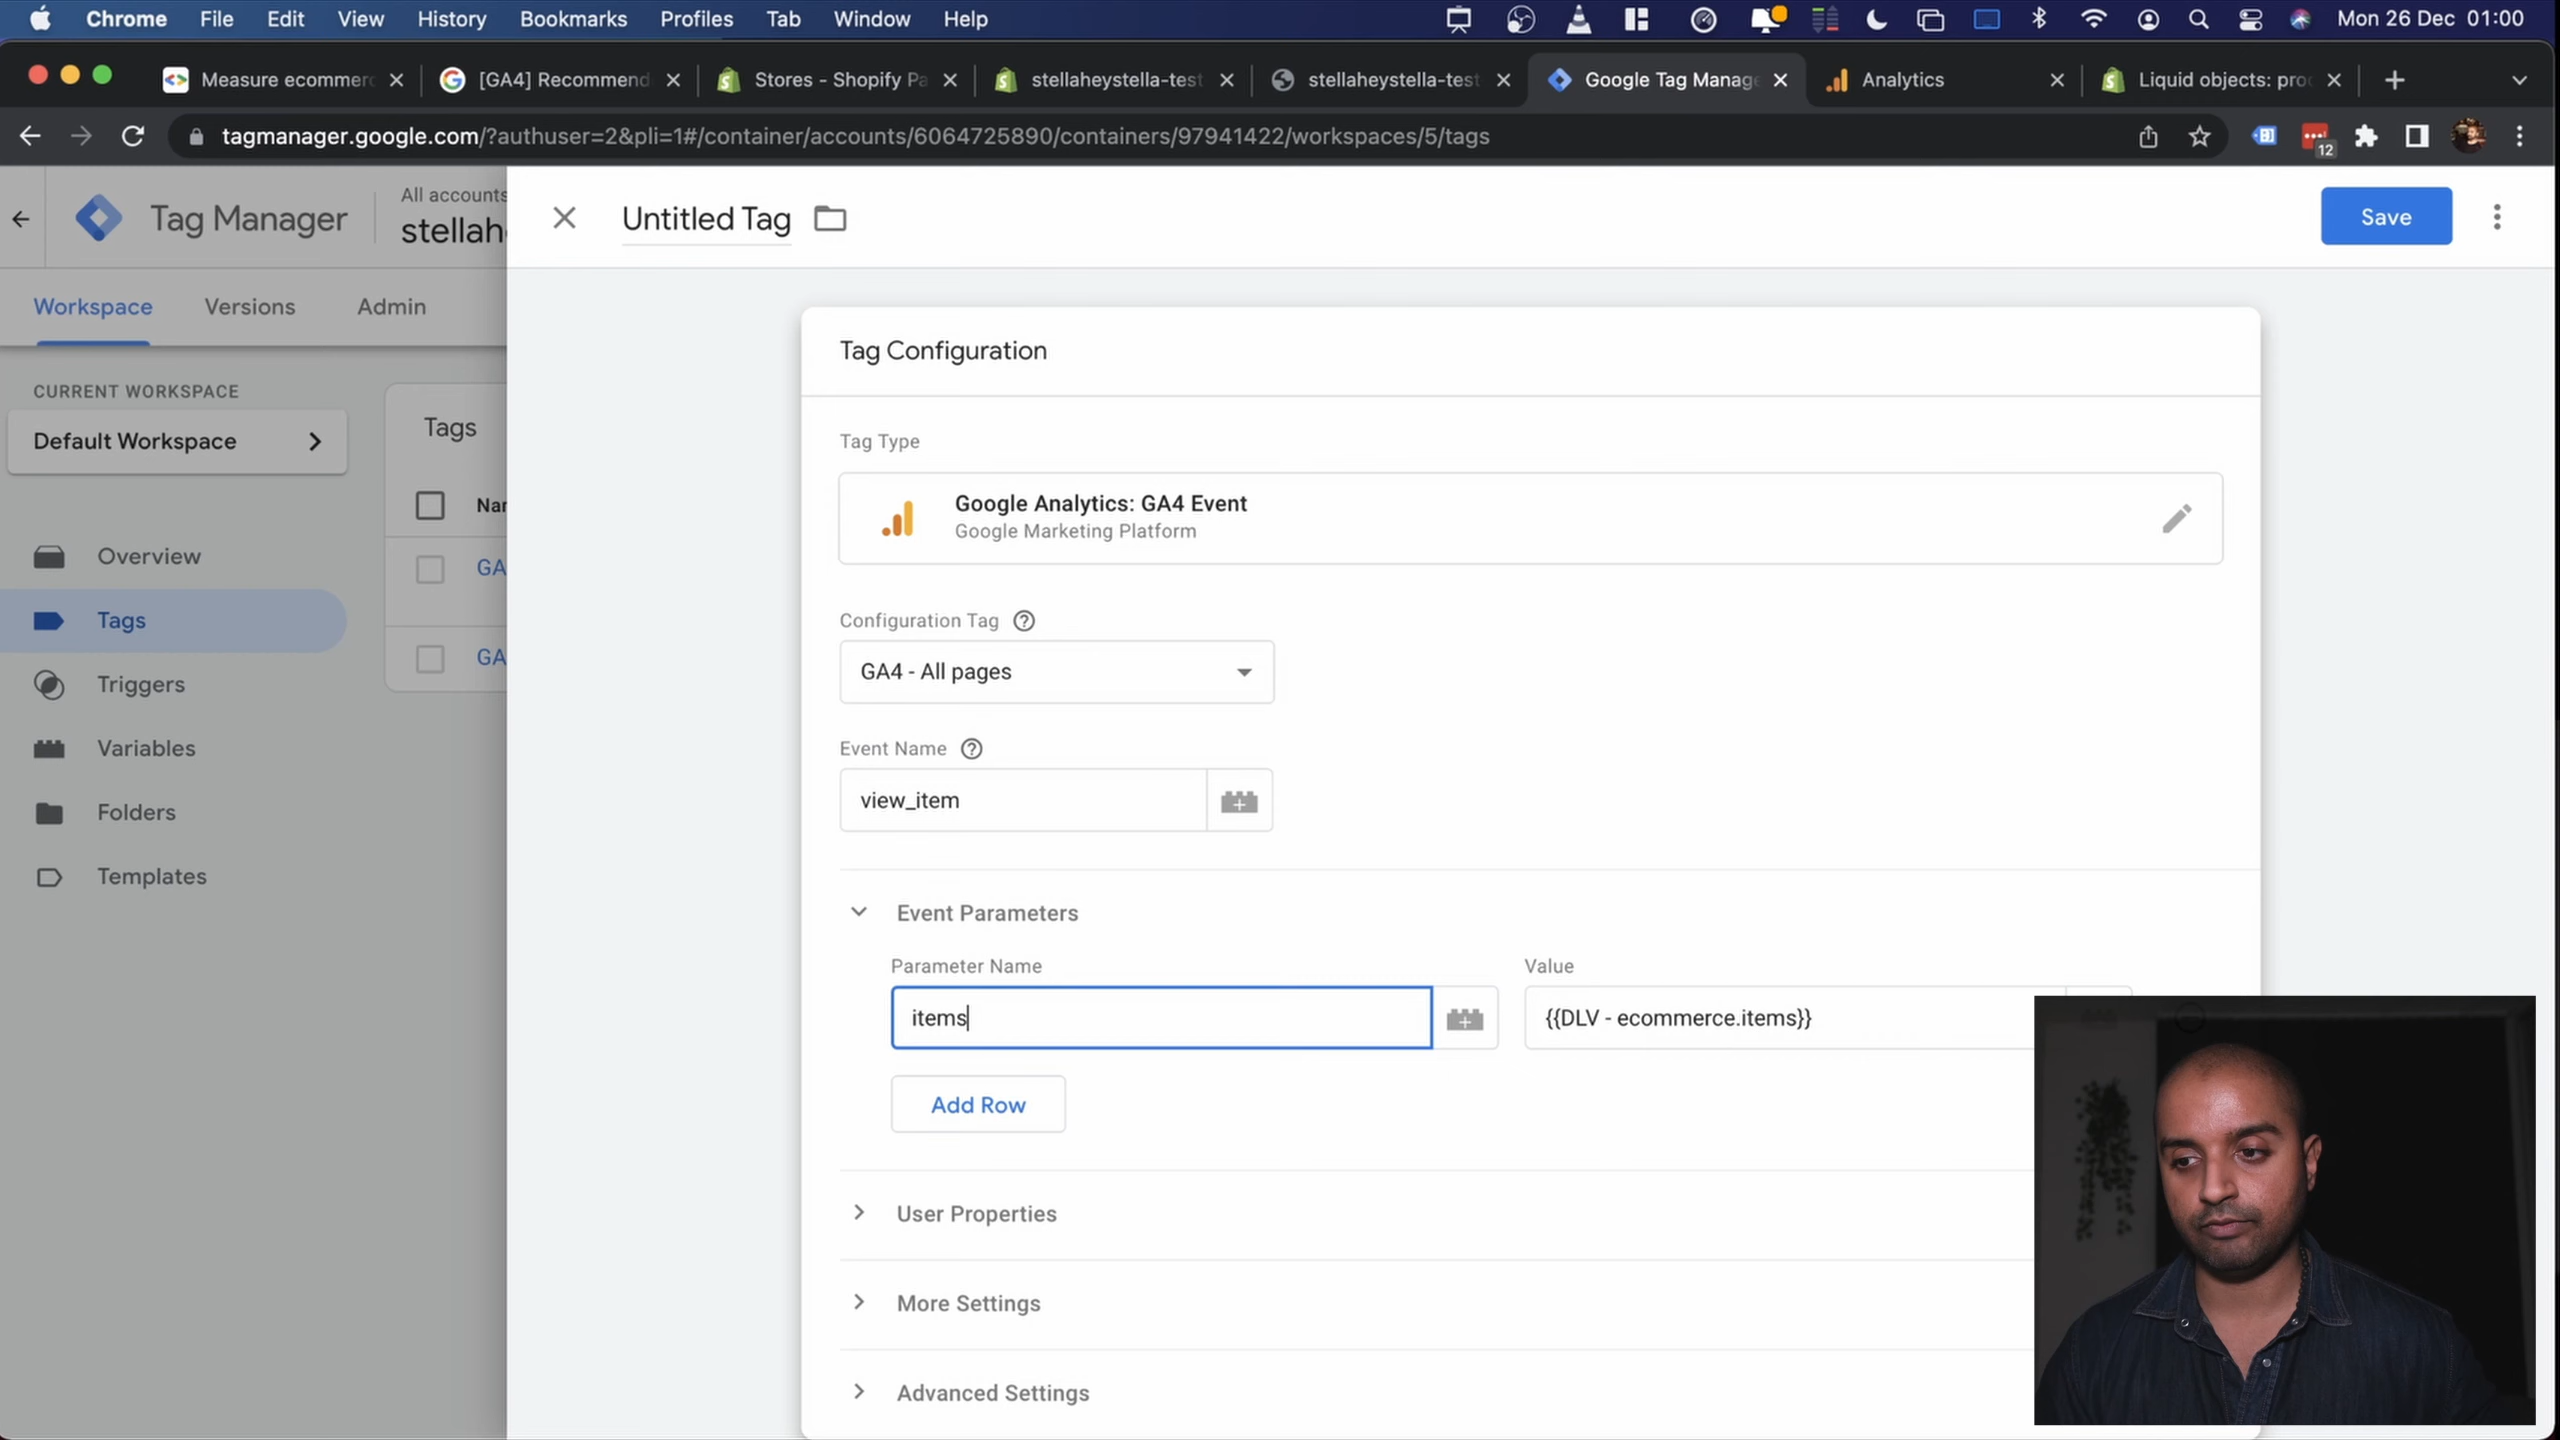 Chrome File Edit View History Bookmarks Profiles Tab Window Help Mon 26 Dec 01:00
Measure ecommerc [GA4] Recommend Stores - Shopify Pa stellaheystella-test stellaheystella-test Google Tag Manage Analytics Liquid objects: pro
tagmanager.google.com/?authuser=2&pli=1#/container/accounts/6064725890/containers/97941422/workspaces/5/tags 12
All accounts
Tag Manager stellah Untitled Tag Save
Workspace Versions Admin
Tag Configuration
CURRENT WORKSPACE
Default Workspace
Tags
Nar
GA
GA
Overview
Tags
Triggers
Variables
Folders
Templates
Tag Type
Google Analytics: GA4 Event
Google Marketing Platform
Configuration Tag
GA4 - All pages
Event Name
view_item
Event Parameters
Parameter Name Value
items {{DLV - ecommerce.items}}
Add Row
User Properties
More Settings
Advanced Settings